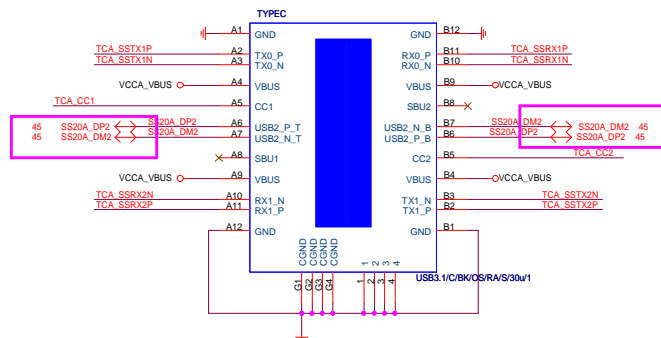 TYPEC
A1 GND GND B12
TCA_SSTX1P A2 TX0_P RX0_P B11 TCA_SSRX1P
TCA_SSTX1N A3 TX0_N RX0_N B10 TCA_SSRX1N
VCCA_VBUS A4 VBUS VBUS B9 VCCA_VBUS
TCA_CC1 A5 CC1 SBU2 B8
45 SS20A_DP2 SS20A_DP2 A6 USB2_P_T USB2_N_B B7 SS20A_DM2 SS20A_DM2 45
45 SS20A_DM2 SS20A_DM2 A7 USB2_N_T USB2_P_B B6 SS20A_DP2 SS20A_DP2 45
A8 SBU1 CC2 B5 TCA_CC2
VCCA_VBUS A9 VBUS VBUS B4 VCCA_VBUS
TCA_SSRX2N A10 RX1_N TX1_N B3 TCA_SSTX2N
TCA_SSRX2P A11 RX1_P TX1_P B2 TCA_SSTX2P
A12 GND GND B1
CGND CGND CGND CGND 1 2 3 4
G1 G2 G3 G4 1 2 3 4
USB3.1/C/BK/OS/RA/S/30u/1